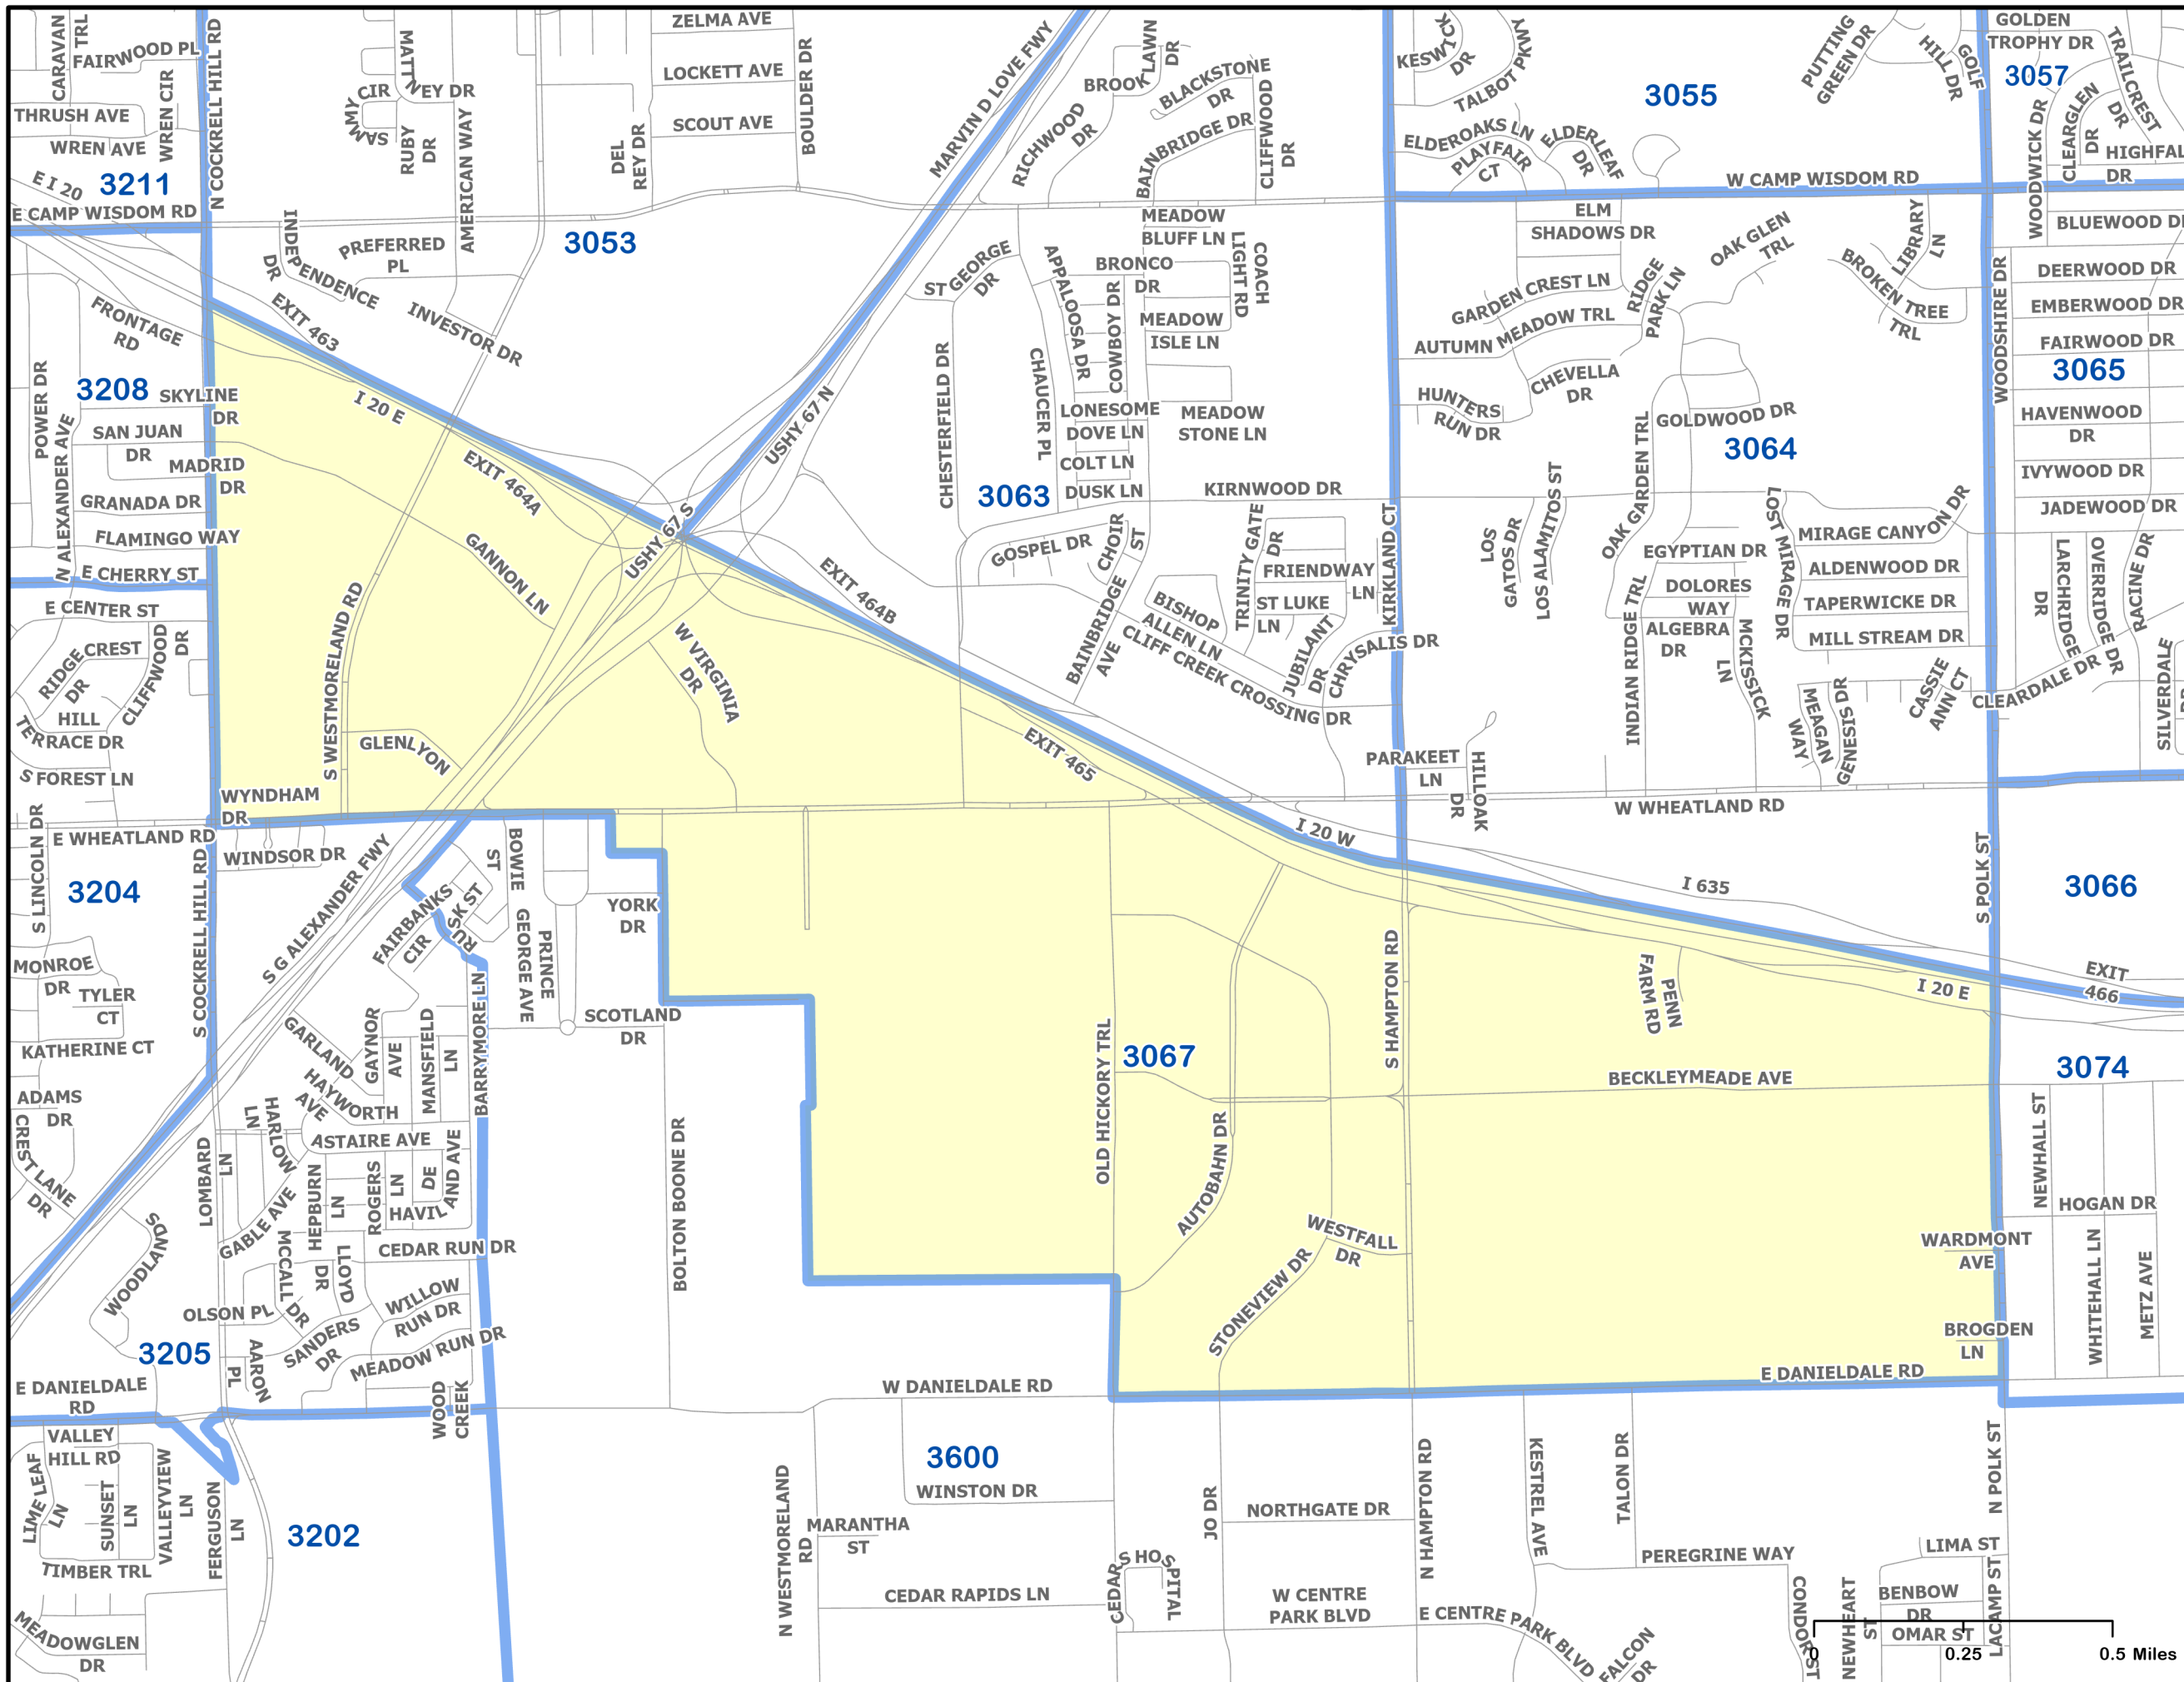 CARAVAN
TRL
FAIRWOOD PL
WREN CIR
THRUSH AVE
WREN AVE
E I 20
3211
E CAMP WISDOM RD
N COCKRELL HILL RD
MATTNEY DR
SAMMY CIR
RUBY
DR
AMERICAN WAY
DEL
REY DR
ZELMA AVE
LOCKETT AVE
SCOUT AVE
BOULDER DR
MARVIN D LOVE FWY
RICHWOOD
DR
BROOKLAWN
DR
BLACKSTONE
DR
BAINBRIDGE DR
CLIFFWOOD
DR
KESWICK
DR
TALBOT PKWY
ELDEROAKS LN
PLAYFAIR
CT
ELDERLEAF
DR
3055
PUTTING
GREEN DR
GOLF
HILL DR
GOLDEN
TROPHY DR
3057
TRAILCREST
DR
CLEARGLEN
DR
WOODWICK DR
HIGHFAL
DR
W CAMP WISDOM RD
INDEPENDENCE
DR
PREFERRED
PL
3053
INVESTOR DR
EXIT 463
FRONTAGE
RD
3208
SKYLINE
DR
POWER DR
N ALEXANDER AVE
SAN JUAN
DR
MADRID
DR
GRANADA DR
FLAMINGO WAY
E CHERRY ST
I 20 E
EXIT 464A
GANNON LN
USHY 67 N
USHY 67 S
ST GEORGE
DR
CHESTERFIELD DR
CHAUCER PL
APPALOOSA DR
COWBOY DR
MEADOW
BLUFF LN
BRONCO
DR
COACH
LIGHT RD
MEADOW
ISLE LN
LONESOME
DOVE LN
MEADOW
STONE LN
COLT LN
DUSK LN
3063
KIRNWOOD DR
GOSPEL DR
CHOIR
ST
BAINBRIDGE
AVE
TRINITY GATE
DR
FRIENDWAY
LN
ST LUKE
LN
BISHOP
ALLEN LN
CLIFF CREEK CROSSING DR
JUBILANT
DR
CHRYSALIS DR
KIRKLAND CT
ELM
SHADOWS DR
GARDEN CREST LN
AUTUMN MEADOW TRL
RIDGE
PARK LN
OAK GLEN
TRL
LIBRARY
LN
BROKEN TREE
TRL
CHEVELLA
DR
HUNTERS
RUN DR
GOLDWOOD DR
3064
OAK GARDEN TRL
LOS
GATOS DR
LOS ALAMITOS ST
LOST MIRAGE DR
MIRAGE CANYON DR
EGYPTIAN DR
DOLORES
WAY
ALGEBRA
DR
MCKISSICK
LN
INDIAN RIDGE TRL
ALDENWOOD DR
TAPERWICKE DR
MILL STREAM DR
MEAGAN
WAY
GENESIS DR
CASSIE
ANN CT
CLEARDALE DR
WOODSHIRE DR
BLUEWOOD DR
DEERWOOD DR
EMBERWOOD DR
FAIRWOOD DR
3065
HAVENWOOD
DR
IVYWOOD DR
JADEWOOD DR
LARCHRIDGE
DR
OVERRIDGE DR
RACINE DR
SILVERDALE
E CENTER ST
RIDGECREST
DR
CLIFFWOOD
DR
HILL
TERRACE DR
S FOREST LN
S WESTMORELAND RD
GLENLYON
W VIRGINIA
DR
EXIT 464B
EXIT 465
PARAKEET
LN
HILLOAK
DR
W WHEATLAND RD
WYNDHAM
DR
E WHEATLAND RD
S LINCOLN DR
3204
WINDSOR DR
S COCKRELL HILL RD
S G ALEXANDER FWY
BOWIE
ST
FAIRBANKS
CIR
RUSK ST
PRINCE
GEORGE AVE
YORK
DR
SCOTLAND
DR
I 20 W
I 635
S POLK ST
3066
EXIT
466
I 20 E
PENN
FARM RD
S HAMPTON RD
3067
OLD HICKORY TRL
BECKLEYMEADE AVE
3074
MONROE
DR
TYLER
CT
KATHERINE CT
ADAMS
DR
CREST LANE
DR
GARLAND
AVE
GAYNOR
AVE
MANSFIELD
LN
BARRYMORE LN
HAYWORTH
HARLOW
LN
ASTAIRE AVE
LOMBARD
LN
HEPBURN
LN
ROGERS
LN
DE
HAVILAND AVE
GABLE AVE
MCCALL DR
LLOYD
DR
CEDAR RUN DR
WILLOW
RUN DR
OLSON PL
SANDERS
DR
MEADOW RUN DR
WOODLANDS
3205
AARON
PL
BOLTON BOONE DR
AUTOBAHN DR
WESTFALL
DR
STONEVIEW DR
NEWHALL ST
HOGAN DR
WARDMONT
AVE
WHITEHALL LN
METZ AVE
BROGDEN
LN
E DANIELDALE
RD
WOOD
CREEK
W DANIELDALE RD
E DANIELDALE RD
VALLEY
HILL RD
LIME LEAF
LN
SUNSET
LN
VALLEYVIEW
LN
FERGUSON
LN
TIMBER TRL
MEADOWGLEN
DR
3202
3600
WINSTON DR
N WESTMORELAND
RD
MARANTHA
ST
CEDAR RAPIDS LN
CEDAR
S HOSPITAL
JO DR
NORTHGATE DR
W CENTRE
PARK BLVD
N HAMPTON RD
E CENTRE PARK BLVD
KESTREL AVE
TALON DR
PEREGRINE WAY
FALCON
DR
CONDOR ST
NEWHEART
ST
N POLK ST
LIMA ST
BENBOW
DR
OMAR ST
LACAMP ST
0
0.25
0.5 Miles